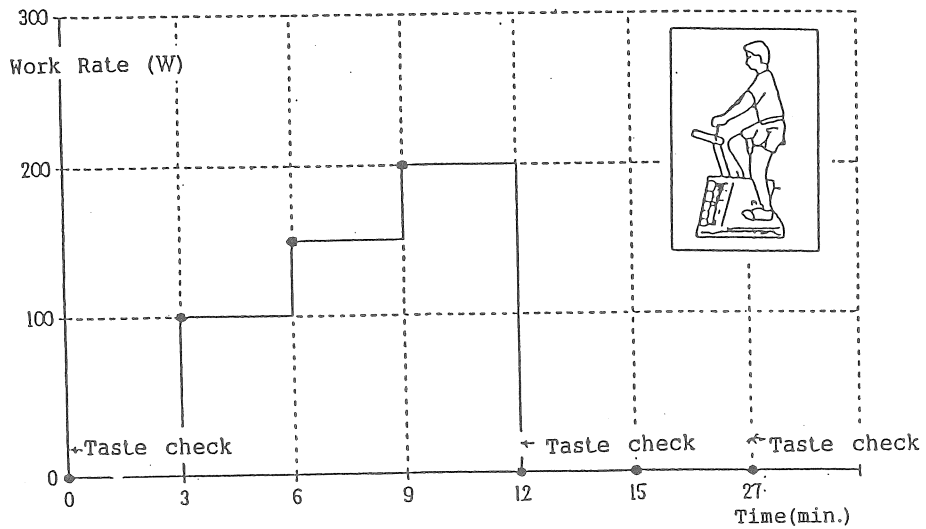 300
Work Rate (W)
200
100
←Taste check
← Taste check
←Taste check
0
0 3 6 9 12 15 27
Time(min.)